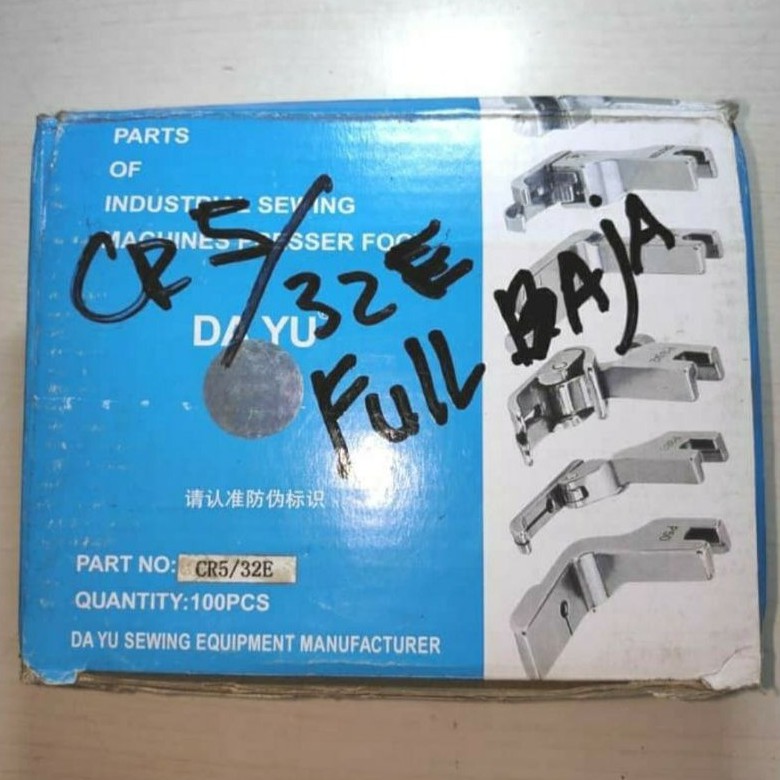 PARTS
OF
INDUSTRIAL SEWING
MACHINES PRESSER FOOT
CR5/32E
FULL BAJA
DA YU
请认准防伪标识
PART NO: CR5/32E
QUANTITY:100PCS
DA YU SEWING EQUIPMENT MANUFACTURER